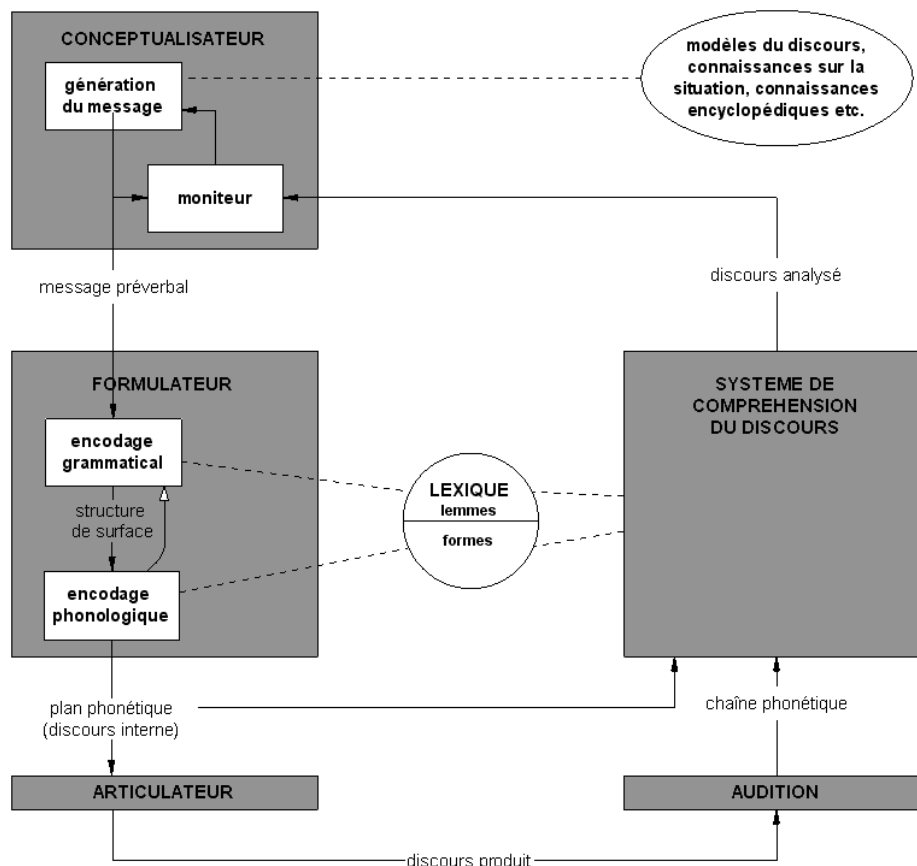 CONCEPTUALISATEUR
génération
du message
moniteur
modèles du discours,
connaissances sur la
situation, connaissances
encyclopédiques etc.
message préverbal
discours analysé
FORMULATEUR
encodage
grammatical
structure
de surface
encodage
phonologique
LEXIQUE
lemmes
formes
SYSTEME DE
COMPREHENSION
DU DISCOURS
plan phonétique
(discours interne)
chaîne phonétique
ARTICULATEUR
AUDITION
discours produit